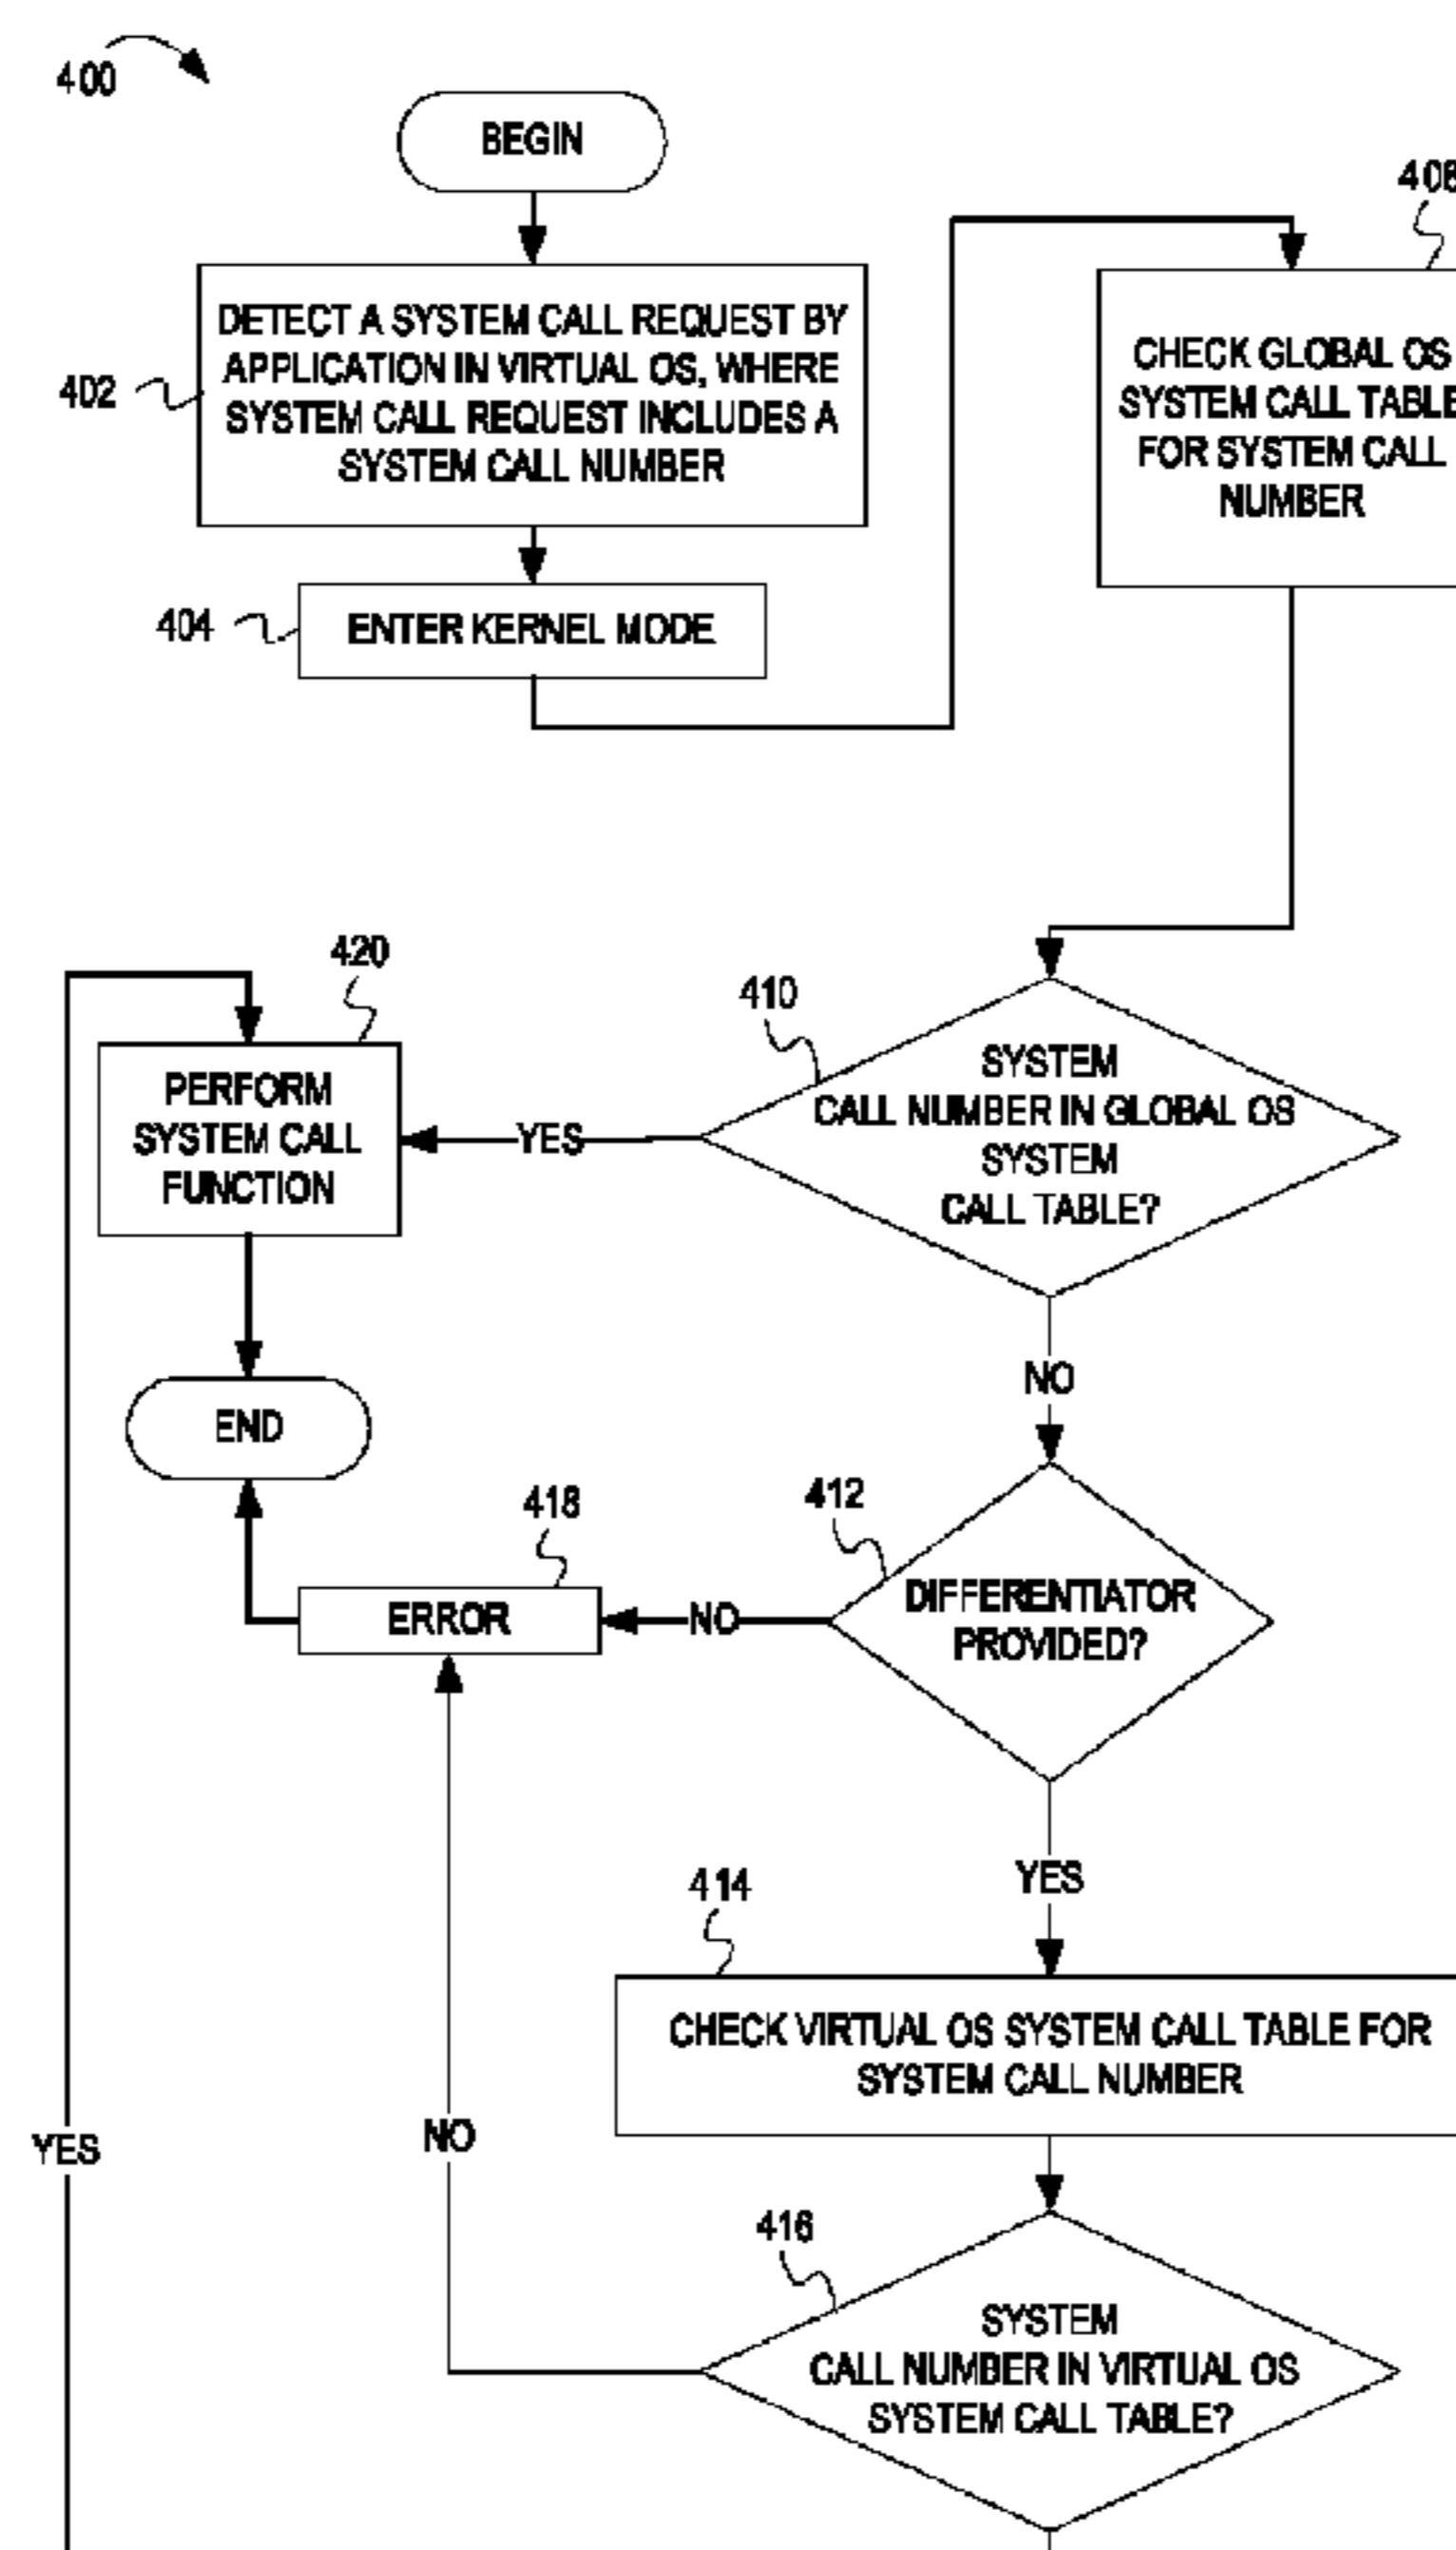 400
BEGIN
DETECT A SYSTEM CALL REQUEST BY
APPLICATION IN VIRTUAL OS, WHERE
SYSTEM CALL REQUEST INCLUDES A
SYSTEM CALL NUMBER
402
ENTER KERNEL MODE
404
CHECK GLOBAL OS
SYSTEM CALL TABLE
FOR SYSTEM CALL
NUMBER
410
SYSTEM
CALL NUMBER IN GLOBAL OS
SYSTEM
CALL TABLE?
YES
420
PERFORM
SYSTEM CALL
FUNCTION
END
NO
412
DIFFERENTIATOR
PROVIDED?
NO
418
ERROR
YES
414
CHECK VIRTUAL OS SYSTEM CALL TABLE FOR
SYSTEM CALL NUMBER
416
SYSTEM
CALL NUMBER IN VIRTUAL OS
SYSTEM CALL TABLE?
NO
YES